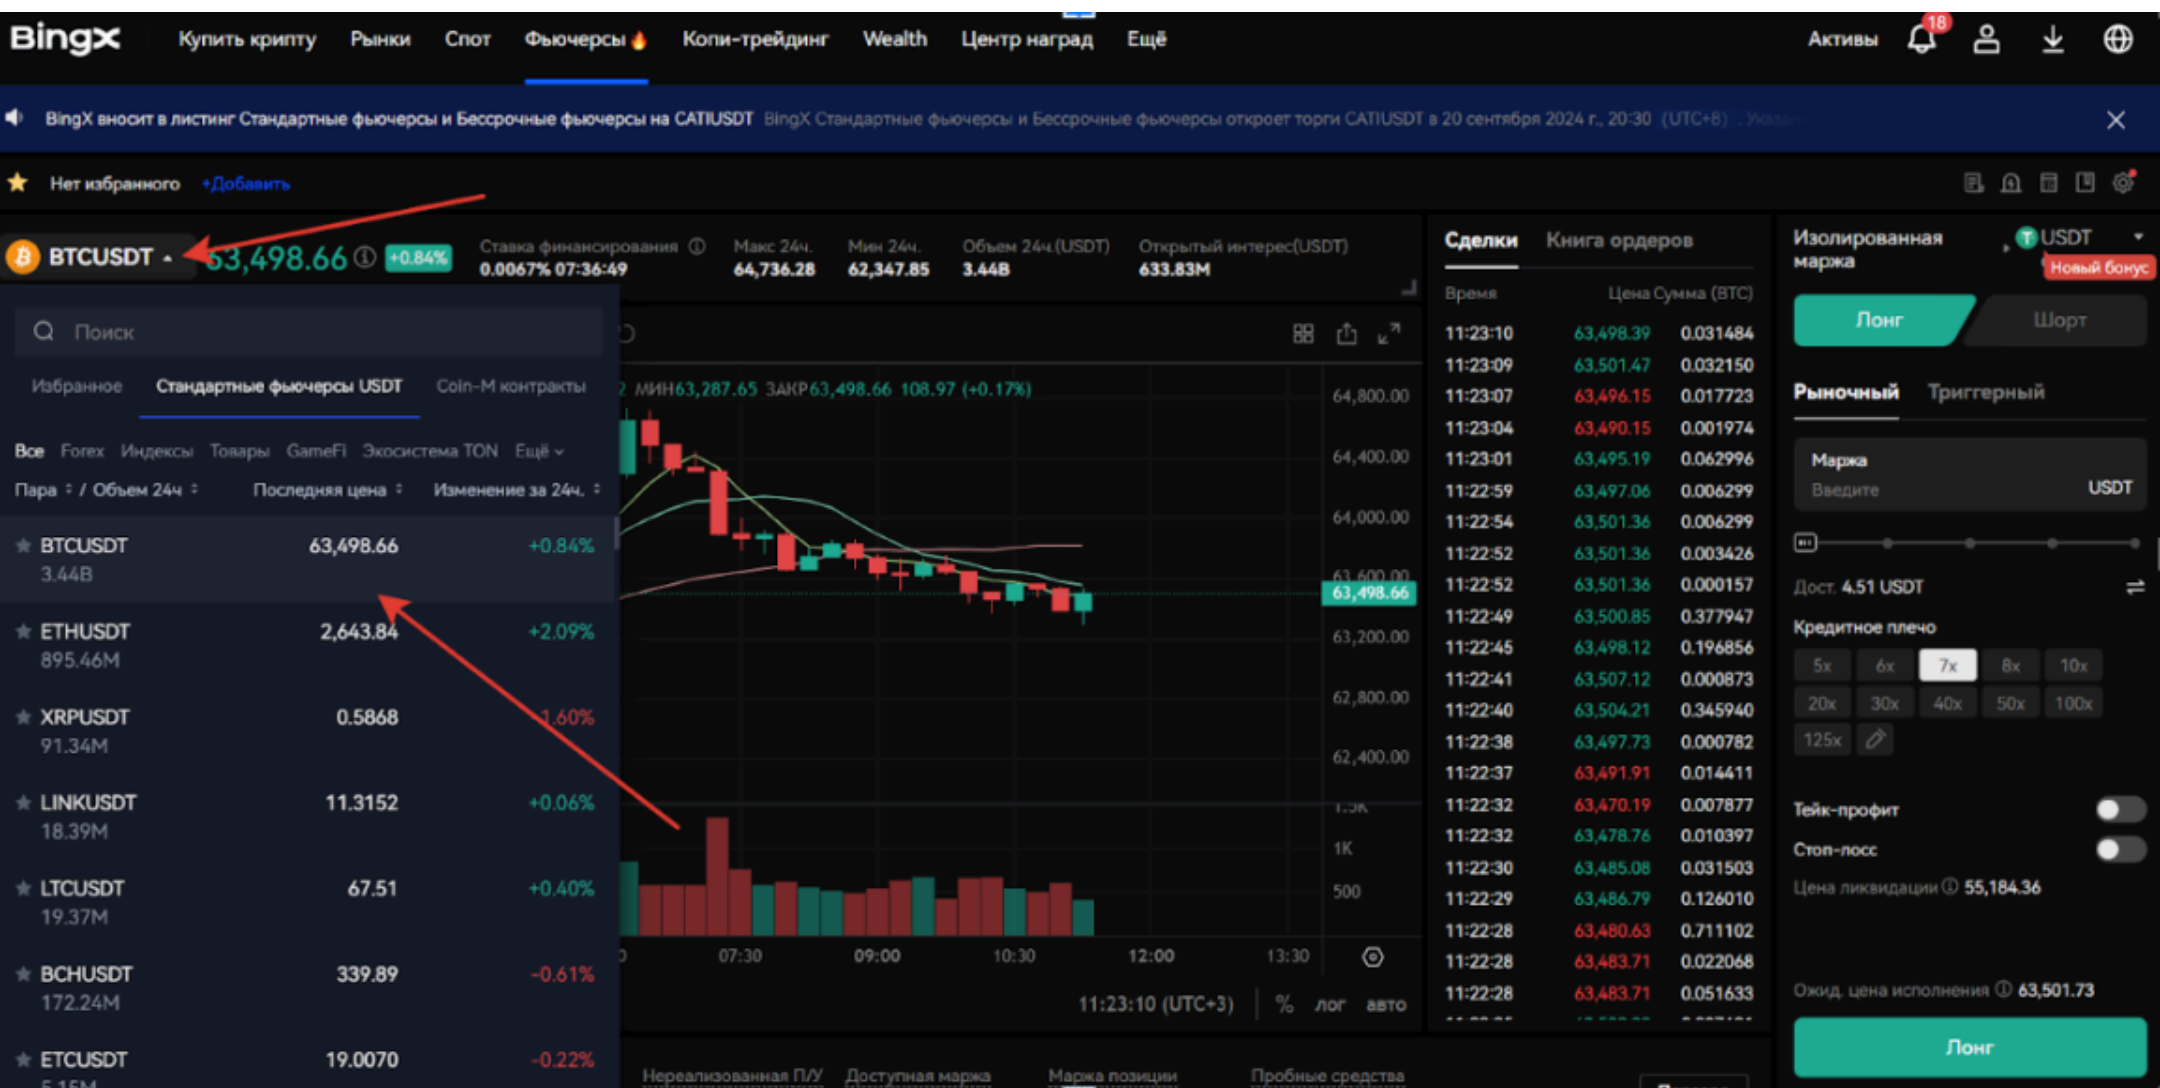 BingX
Купить крипту Рынки Спот Фьючерсы Копи-трейдинг Wealth Центр наград Ещё
Активы 18
BingX вносит в листинг Стандартные фьючерсы и Бессрочные фьючерсы на CATIUSDT BingX Стандартные фьючерсы и Бессрочные фьючерсы откроет торги CATIUSDT в 20 сентября 2024 г., 20:30 (UTC+8)
Нет избранного +Добавить
BTCUSDT 63,498.66 +0.84%
Ставка финансирования Макс 24ч. Мин 24ч. Объем 24ч.(USDT) Открытый интерес(USDT)
0.0067% 07:36:49 64,736.28 62,347.85 3.44B 633.83M
Поиск
Избранное Стандартные фьючерсы USDT Coin-M контракты
Все Forex Индексы Товары GameFi Экосистема TON Ещё
Пара / Объем 24ч Последняя цена Изменение за 24ч.
BTCUSDT 63,498.66 +0.84%
3.44B
ETHUSDT 2,643.84 +2.09%
895.46M
XRPUSDT 0.5868 1.60%
91.34M
LINKUSDT 11.3152 +0.06%
18.39M
LTCUSDT 67.51 +0.40%
19.37M
BCHUSDT 339.89 -0.61%
172.24M
ETCUSDT 19.0070 -0.22%
5.15M
МИН63,287.65 ЗАКР63,498.66 108.97 (+0.17%)
64,800.00
64,400.00
64,000.00
63,600.00
63,498.66
63,200.00
62,800.00
62,400.00
1.5K
1K
500
07:30 09:00 10:30 12:00 13:30
11:23:10 (UTC+3) % лог авто
Нереализованная П/У Доступная маржа Маржа позиции Пробные средства
Сделки Книга ордеров
Время Цена Сумма (BTC)
11:23:10 63,498.39 0.031484
11:23:09 63,501.47 0.032150
11:23:07 63,496.15 0.017723
11:23:04 63,490.15 0.001974
11:23:01 63,495.19 0.062996
11:22:59 63,497.06 0.006299
11:22:54 63,501.36 0.006299
11:22:52 63,501.36 0.003426
11:22:52 63,501.36 0.000157
11:22:49 63,500.85 0.377947
11:22:45 63,498.12 0.196856
11:22:41 63,507.12 0.000873
11:22:40 63,504.21 0.345940
11:22:38 63,497.73 0.000782
11:22:37 63,491.91 0.014411
11:22:32 63,470.19 0.007877
11:22:32 63,478.76 0.010397
11:22:30 63,485.08 0.031503
11:22:29 63,486.79 0.126010
11:22:28 63,480.63 0.711102
11:22:28 63,483.71 0.022068
11:22:28 63,483.71 0.051633
Изолированная
маржа
USDT
Новый бонус
Лонг Шорт
Рыночный Триггерный
Маржа
Введите USDT
Дост. 4.51 USDT
Кредитное плечо
5x 6x 7x 8x 10x
20x 30x 40x 50x 100x
125x
Тейк-профит
Стоп-лосс
Цена ликвидации 55,184.36
Ожид. цена исполнения 63,501.73
Лонг